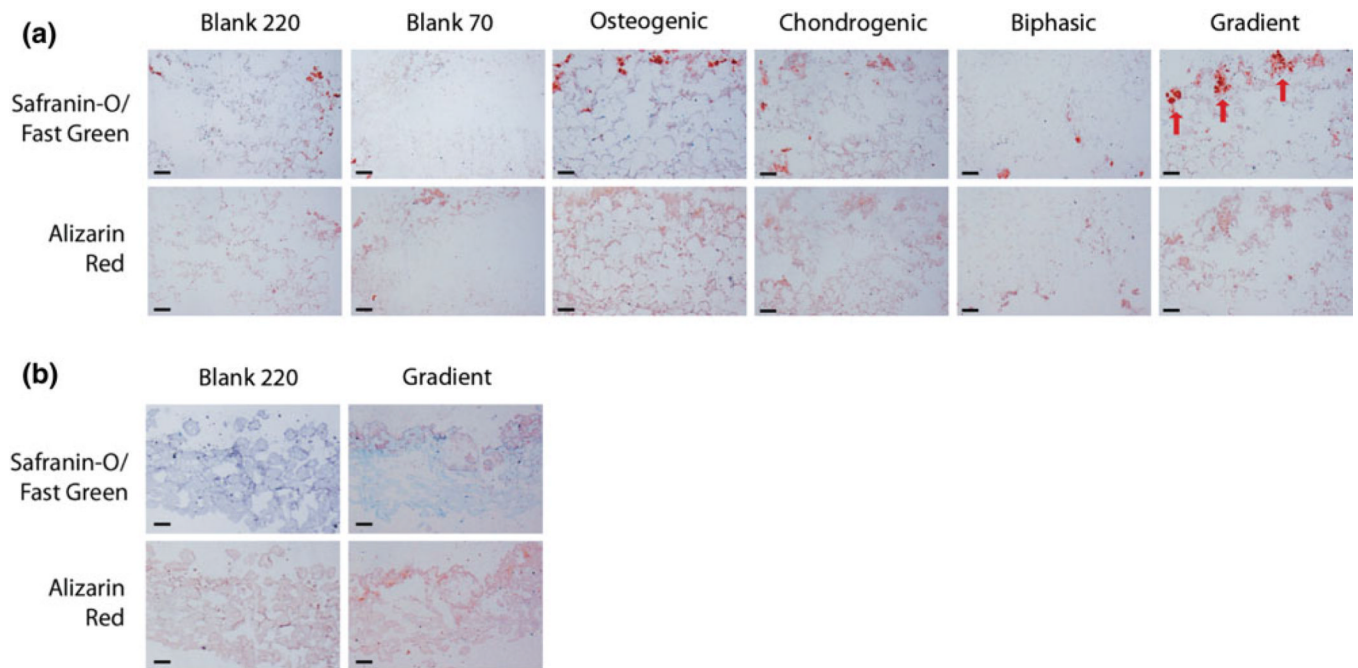 (a)
Blank 220 Blank 70 Osteogenic Chondrogenic Biphasic Gradient
Safranin-O/
Fast Green
Alizarin
Red
(b)
Blank 220 Gradient
Safranin-O/
Fast Green
Alizarin
Red